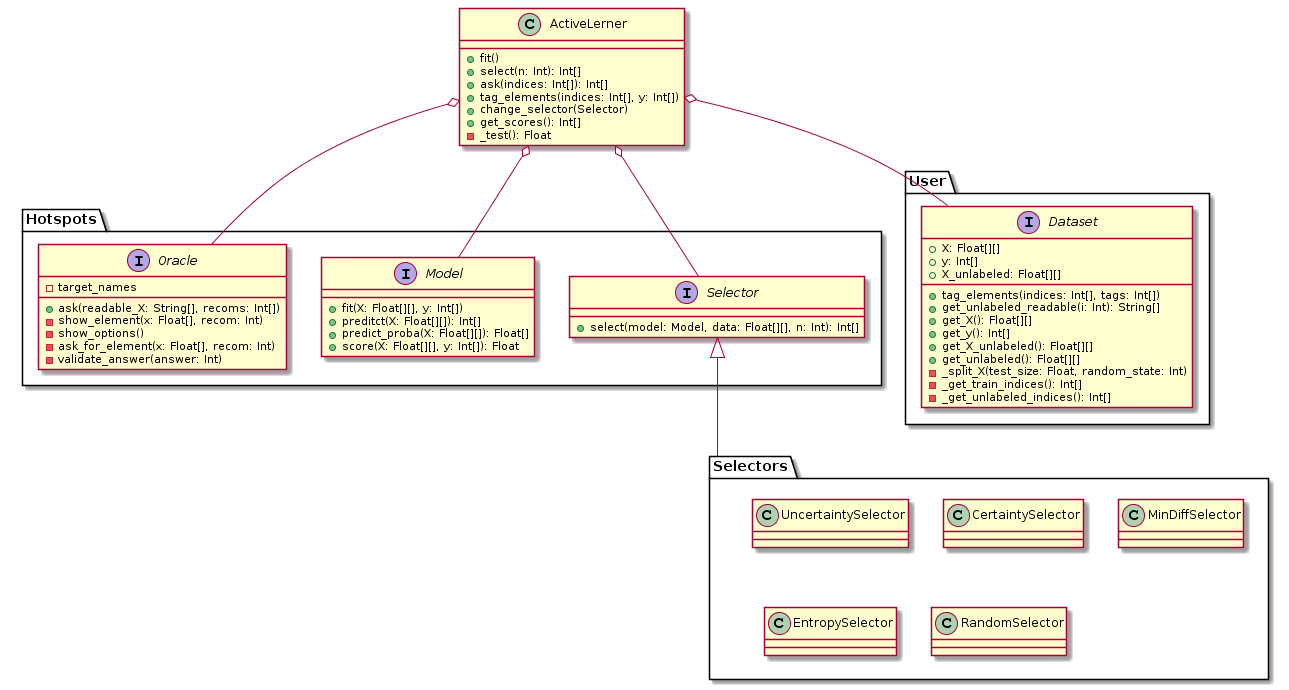 C ActiveLerner
fit()
select(n: Int): Int[]
ask(indices: Int[]): Int[]
tag_elements(indices: Int[], y: Int[])
change_selector(Selector)
get_scores(): Int[]
_test(): Float
Hotspots
I Oracle
target_names
ask(readable_X: String[], recoms: Int[])
show_element(x: Float[], recom: Int)
show_options()
ask_for_element(x: Float[], recom: Int)
validate_answer(answer: Int)
I Model
fit(X: Float[][], y: Int[])
preditct(X: Float[][]): Int[]
predict_proba(X: Float[][]): Float[]
score(X: Float[][], y: Int[]): Float
I Selector
select(model: Model, data: Float[][], n: Int): Int[]
User
I Dataset
X: Float[][]
y: Int[]
X_unlabeled: Float[][]
tag_elements(indices: Int[], tags: Int[])
get_unlabeled_readable(i: Int): String[]
get_X(): Float[][]
get_y(): Int[]
get_X_unlabeled(): Float[][]
get_unlabeled(): Float[][]
_split_X(test_size: Float, random_state: Int)
_get_train_indices(): Int[]
_get_unlabeled_indices(): Int[]
Selectors
C UncertaintySelector
C CertaintySelector
C MinDiffSelector
C EntropySelector
C RandomSelector